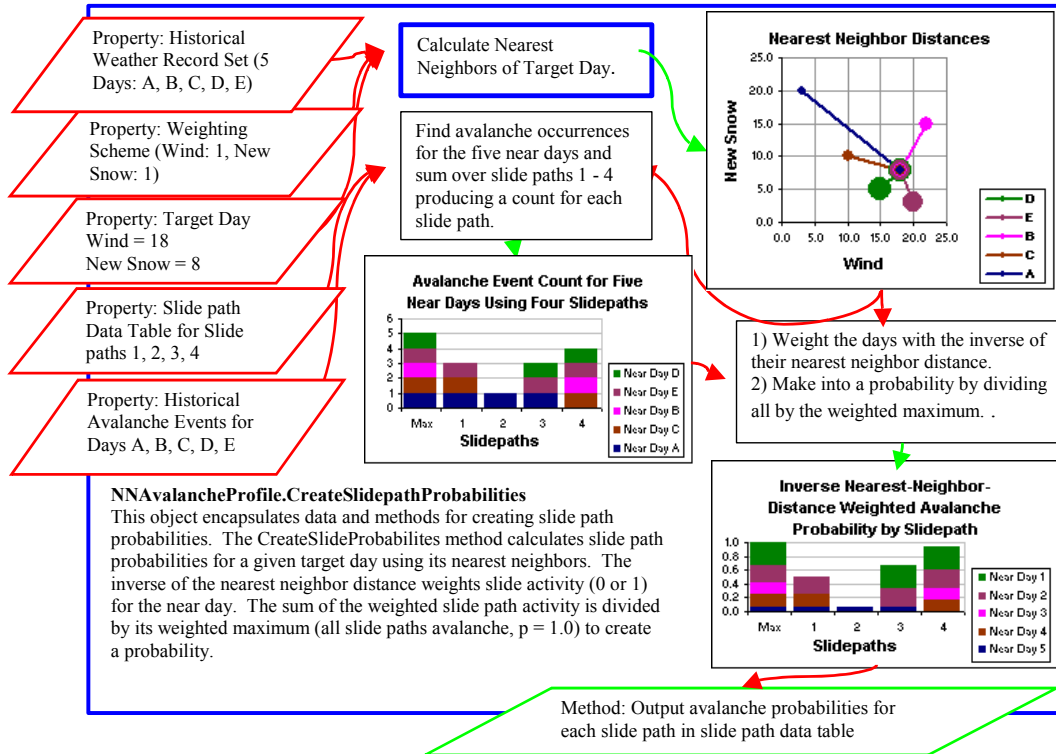 Property: Historical
Weather Record Set (5
Days: A, B, C, D, E)
Property: Weighting
Scheme (Wind: 1, New
Snow: 1)
Property: Target Day
Wind = 18
New Snow = 8
Property: Slide path
Data Table for Slide
paths 1, 2, 3, 4
Property: Historical
Avalanche Events for
Days A, B, C, D, E
Calculate Nearest
Neighbors of Target Day.
Find avalanche occurrences
for the five near days and
sum over slide paths 1 - 4
producing a count for each
slide path.
Nearest Neighbor Distances
New Snow
25.0
20.0
15.0
10.0
5.0
0.0
0.0 5.0 10.0 15.0 20.0 25.0
Wind
D
E
B
C
A
Avalanche Event Count for Five
Near Days Using Four Slidepaths
6
5
4
3
2
1
0
Max 1 2 3 4
Slidepaths
Near Day D
Near Day E
Near Day B
Near Day C
Near Day A
1) Weight the days with the inverse
of their nearest neighbor distance.
2) Make into a probability by dividing
all by the weighted maximum. .
Inverse Nearest-Neighbor-
Distance Weighted Avalanche
Probability by Slidepath
1.0
0.8
0.6
0.4
0.2
0.0
Max 1 2 3 4
Slidepaths
Near Day 1
Near Day 2
Near Day 3
Near Day 4
Near Day 5
NNAvalancheProfile.CreateSlidepathProbabilities
This object encapsulates data and methods for creating slide path
probabilities. The CreateSlideProbabilites method calculates slide path
probabilities for a given target day using its nearest neighbors. The
inverse of the nearest neighbor distance weights slide activity (0 or 1)
for the near day. The sum of the weighted slide path activity is divided
by its weighted maximum (all slide paths avalanche, p = 1.0) to create
a probability.
Method: Output avalanche probabilities for
each slide path in slide path data table